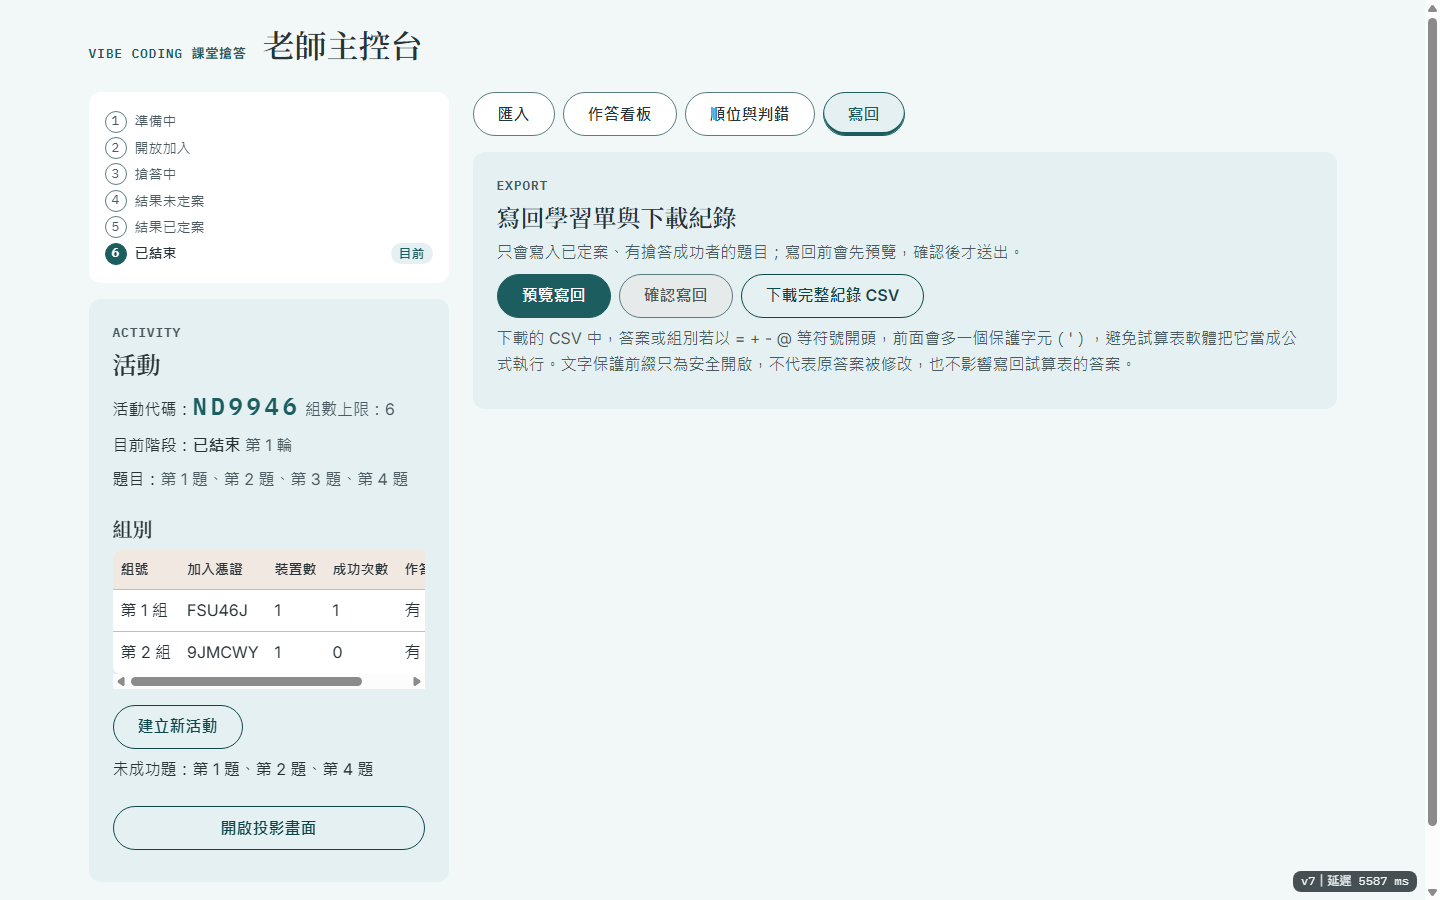 VIBE CODING 課堂搶答 老師主控台
1 準備中
2 開放加入
3 搶答中
4 結果未定案
5 結果已定案
6 已結束 目前
ACTIVITY
活動
活動代碼：ND9946 組數上限：6
目前階段：已結束 第 1 輪
題目：第 1 題、第 2 題、第 3 題、第 4 題
組別
組號 加入憑證 裝置數 成功次數 作答
第 1 組 FSU46J 1 1 有
第 2 組 9JMCWY 1 0 有
建立新活動
未成功題：第 1 題、第 2 題、第 4 題
開啟投影畫面
匯入 作答看板 順位與判錯 寫回
EXPORT
寫回學習單與下載紀錄
只會寫入已定案、有搶答成功者的題目；寫回前會先預覽，確認後才送出。
預覽寫回 確認寫回 下載完整紀錄 CSV
下載的 CSV 中，答案或組別若以 = + - @ 等符號開頭，前面會多一個保護字元（'），避免試算表軟體把它當成公
式執行。文字保護前綴只為安全開啟，不代表原答案被修改，也不影響寫回試算表的答案。
v7｜延遲 5587 ms